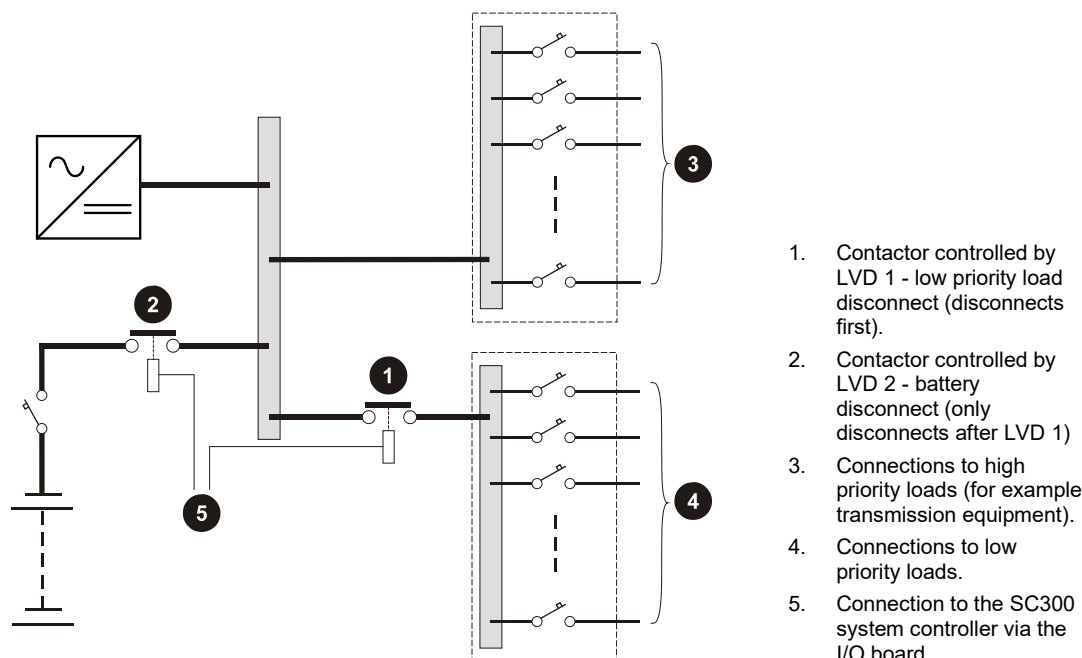 3
2
1
5
4
1. Contactor controlled by
LVD 1 - low priority load
disconnect (disconnects
first).
2. Contactor controlled by
LVD 2 - battery
disconnect (only
disconnects after LVD 1)
3. Connections to high
priority loads (for example
transmission equipment).
4. Connections to low
priority loads.
5. Connection to the SC300
system controller via the
I/O board